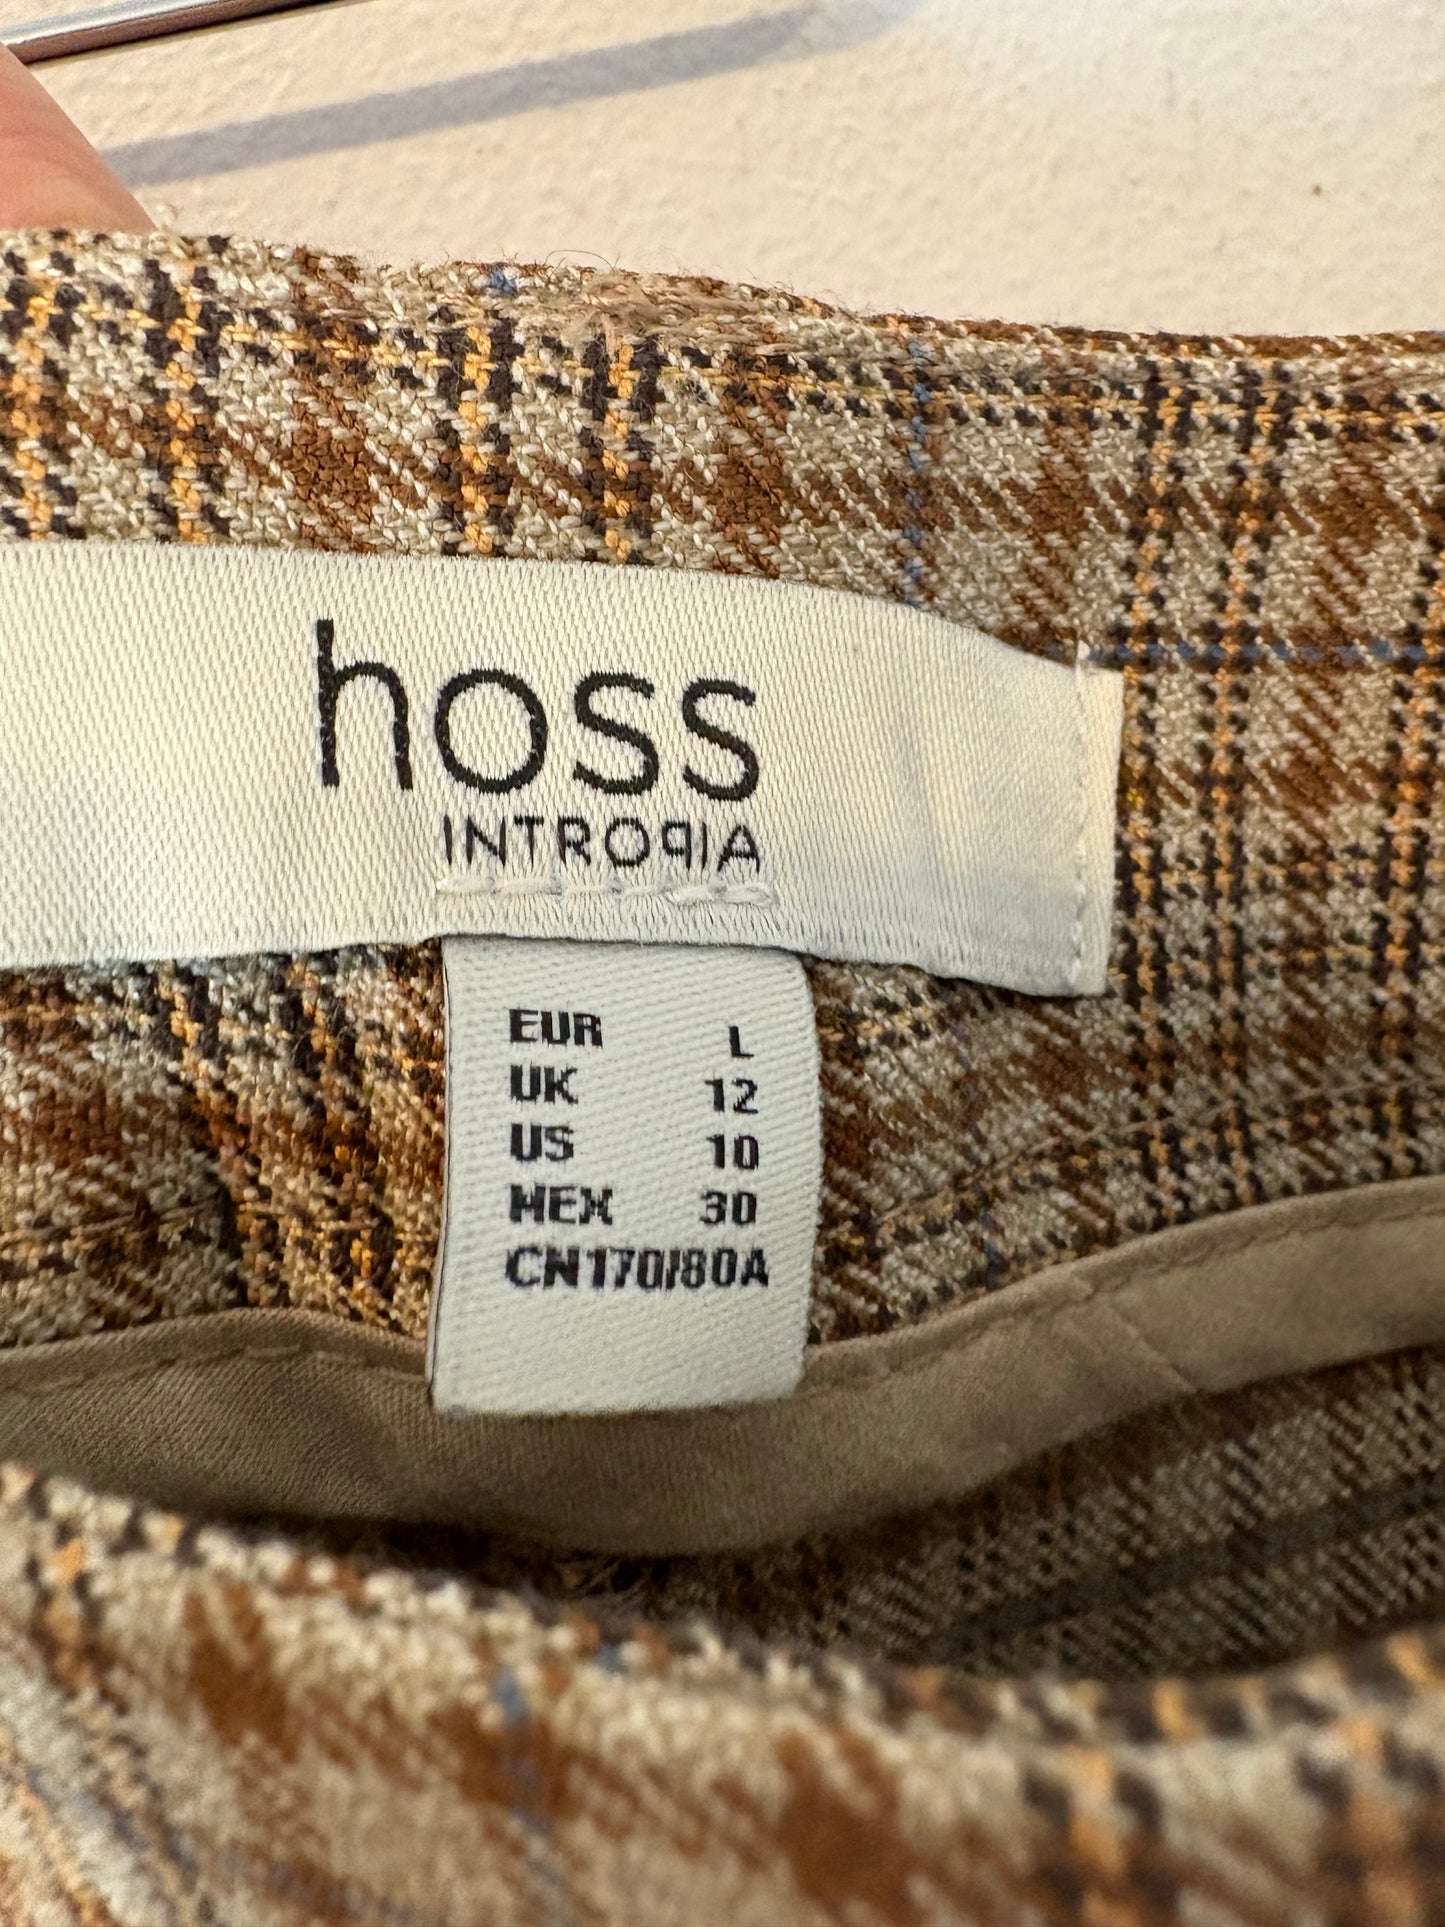 hoss
INTROPIA
EUR L
UK 12
US 10
MEX 30
CN170/80A